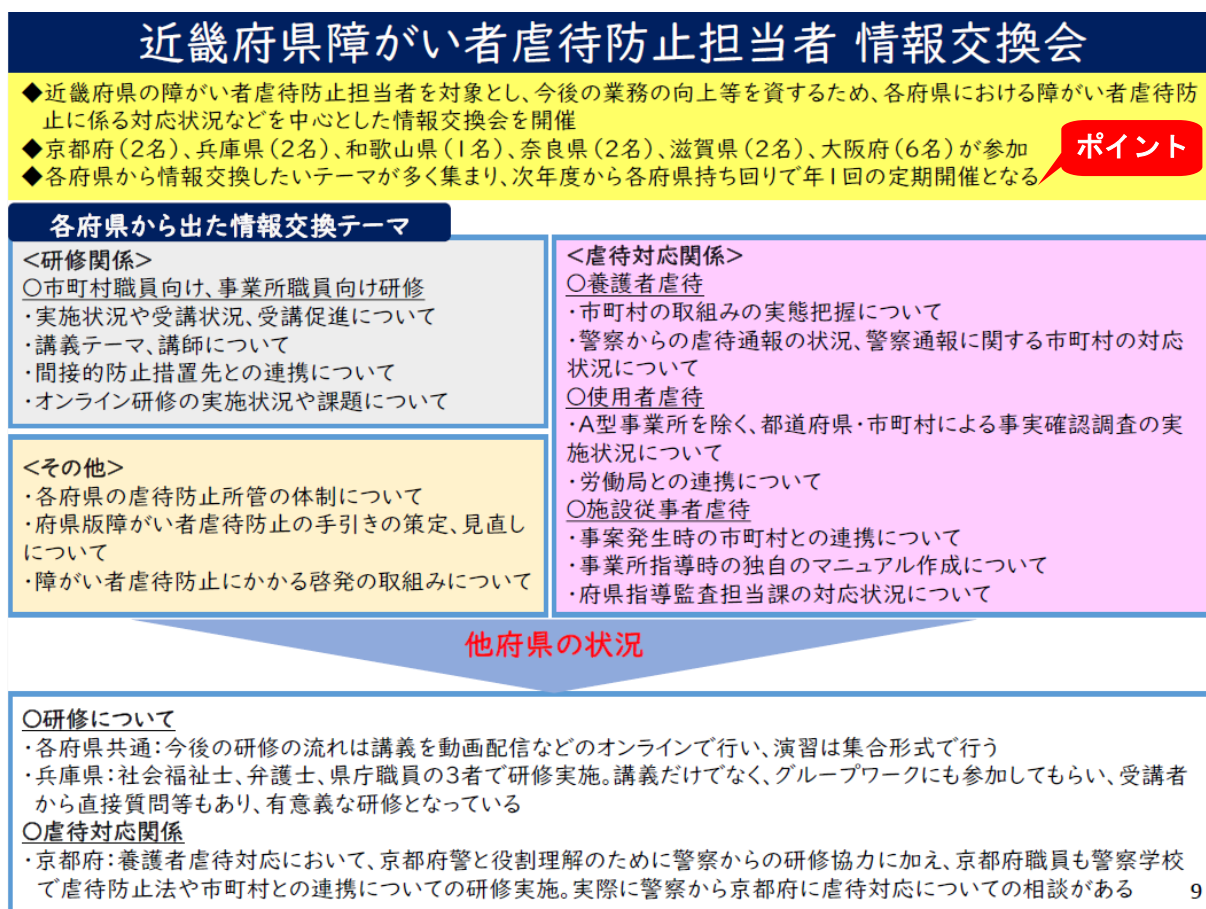 近畿府県障がい者虐待防止担当者 情報交換会
◆近畿府県の障がい者虐待防止担当者を対象とし、今後の業務の向上等を資するため、各府県における障がい者虐待防
止に係る対応状況などを中心とした情報交換会を開催
◆京都府(2名)、兵庫県(2名)、和歌山県(1名)、奈良県(2名)、滋賀県(2名)、大阪府(6名)が参加
ポイント
◆各府県から情報交換したいテーマが多く集まり、次年度から各府県持ち回りで年1回の定期開催となる
各府県から出た情報交換テーマ
<研修関係>
〇市町村職員向け、事業所職員向け研修
・実施状況や受講状況、受講促進について
・講義テーマ、講師について
・間接的防止措置先との連携について
・オンライン研修の実施状況や課題について
<その他>
・各府県の虐待防止所管の体制について
・府県版障がい者虐待防止の手引きの策定、見直し
について
・障がい者虐待防止にかかる啓発の取組みについて
<虐待対応関係>
〇養護者虐待
・市町村の取組みの実態把握について
・警察からの虐待通報の状況、警察通報に関する市町村の対応
状況について
〇使用者虐待
・A型事業所を除く、都道府県・市町村による事実確認調査の実
施状況について
・労働局との連携について
〇施設従事者虐待
・事案発生時の市町村との連携について
・事業所指導時の独自のマニュアル作成について
・府県指導監査担当課の対応状況について
他府県の状況
〇研修について
・各府県共通:今後の研修の流れは講義を動画配信などのオンラインで行い、演習は集合形式で行う
・兵庫県:社会福祉士、弁護士、県庁職員の3者で研修実施。講義だけでなく、グループワークにも参加してもらい、受講者
から直接質問等もあり、有意義な研修となっている
〇虐待対応関係
・京都府:養護者虐待対応において、京都府警と役割理解のために警察からの研修協力に加え、京都府職員も警察学校
で虐待防止法や市町村との連携についての研修実施。実際に警察から京都府に虐待対応についての相談がある
9